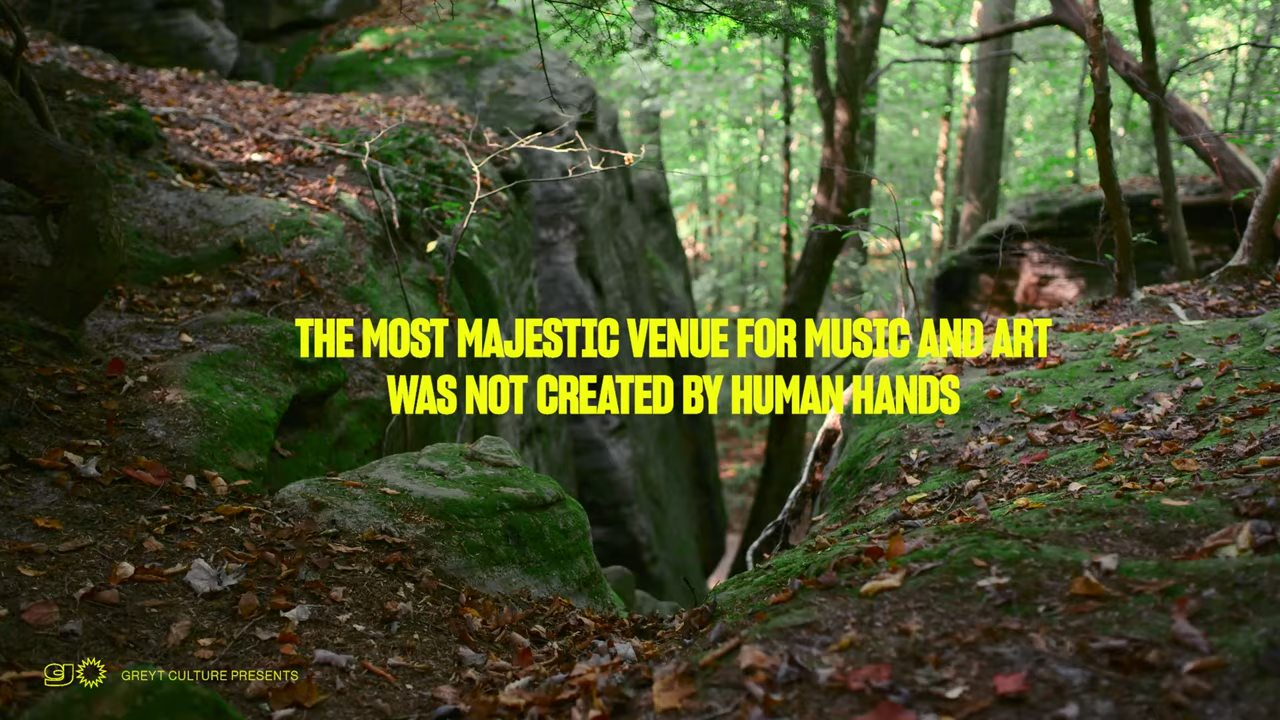 THE MOST MAJESTIC VENUE FOR MUSIC AND ART
WAS NOT CREATED BY HUMAN HANDS
g
GREYT CULTURE PRESENTS